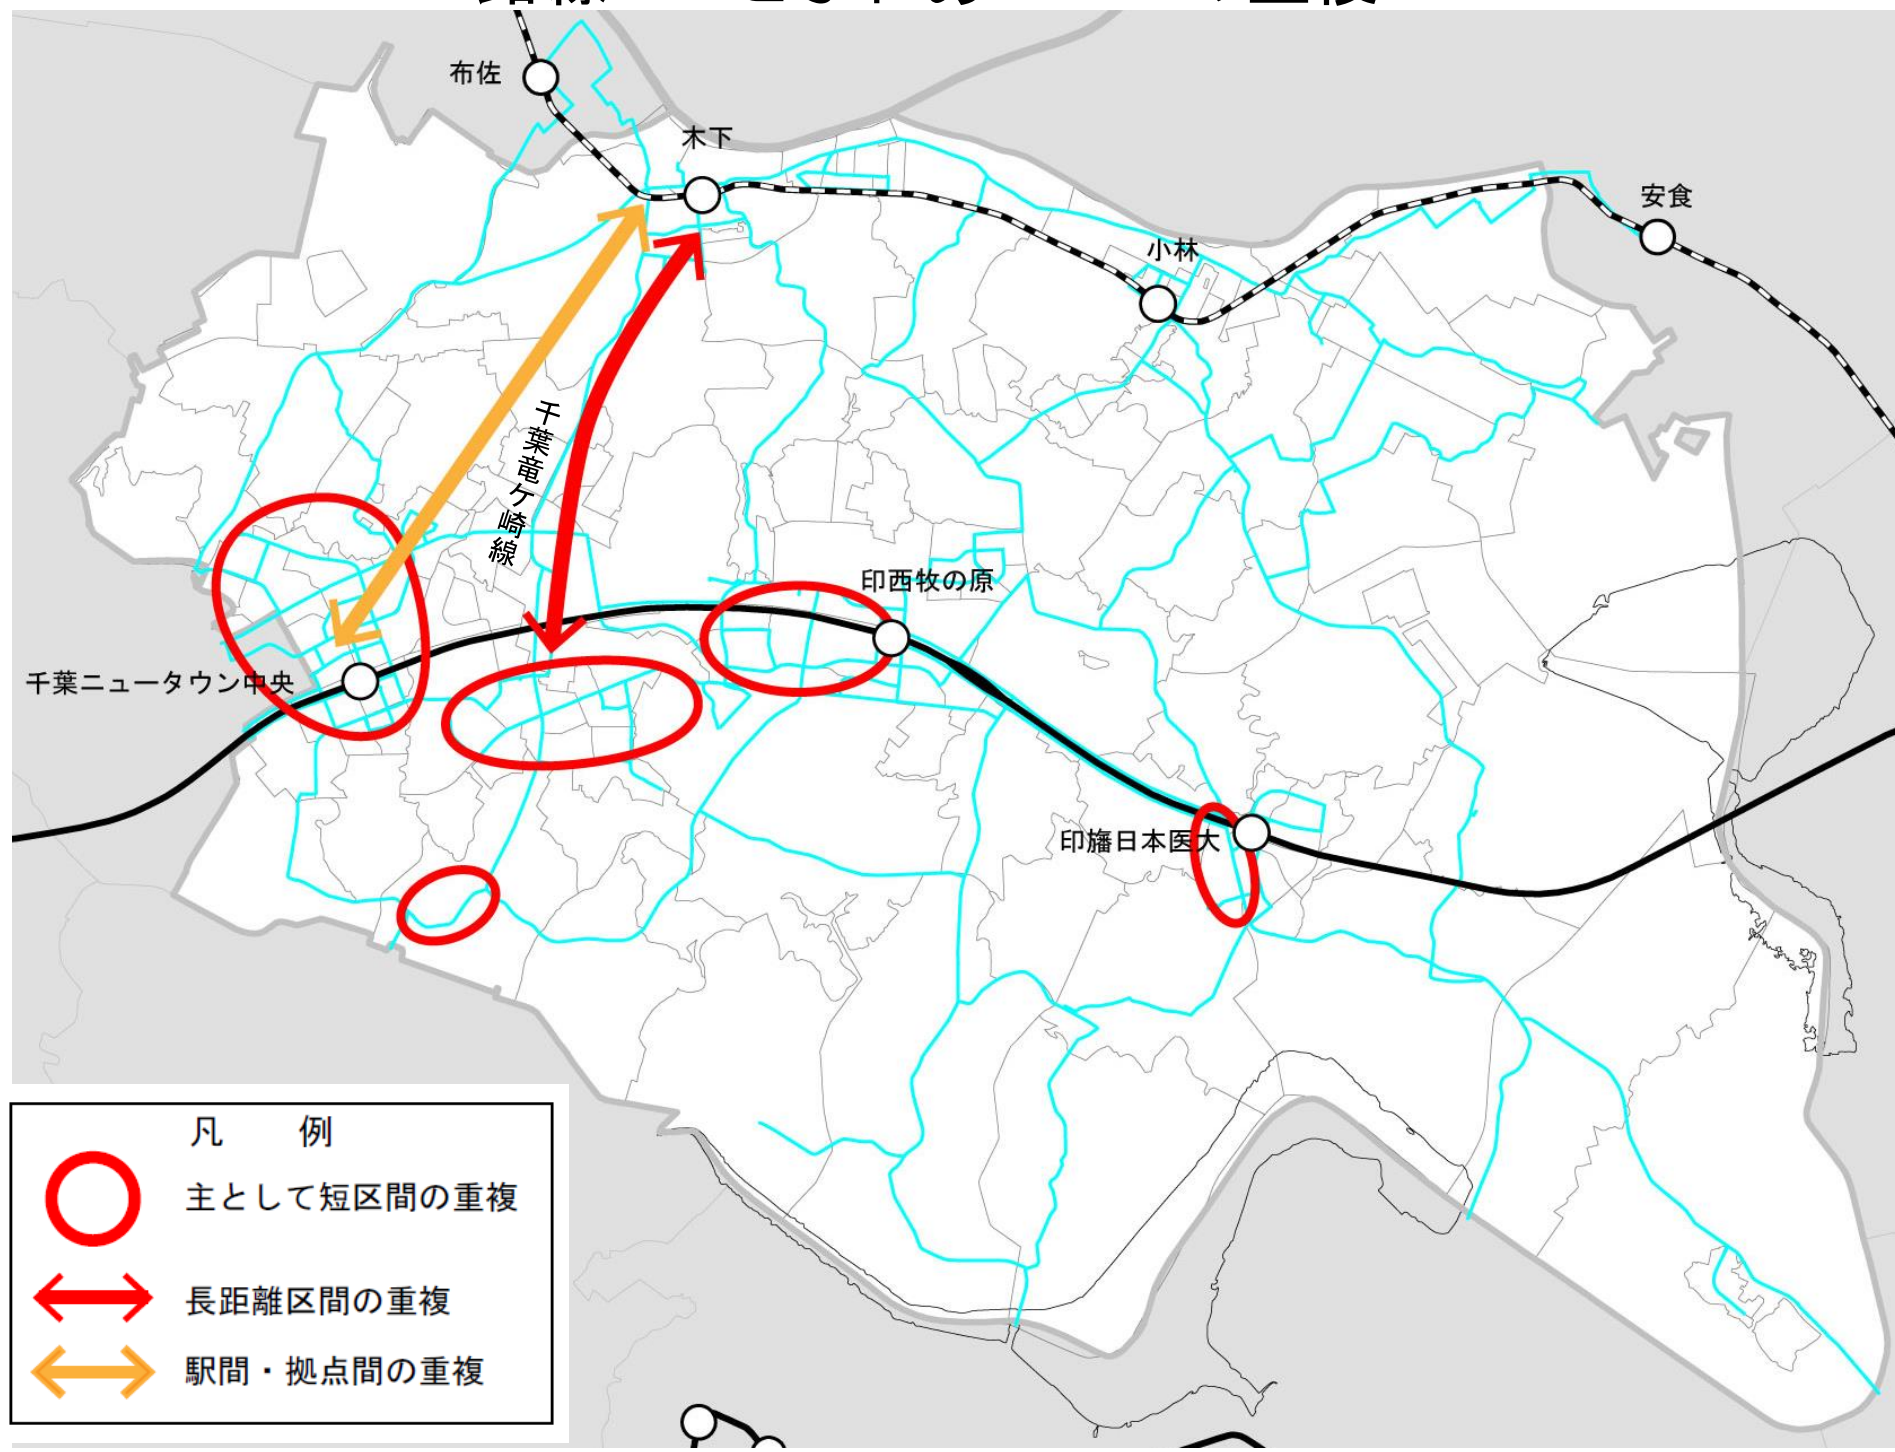 布佐
木下
安食
小林
千葉竜ケ崎線
印西牧の原
千葉ニュータウン中央
印旛日本医大
凡　例
主として短区間の重複
長距離区間の重複
駅間・拠点間の重複